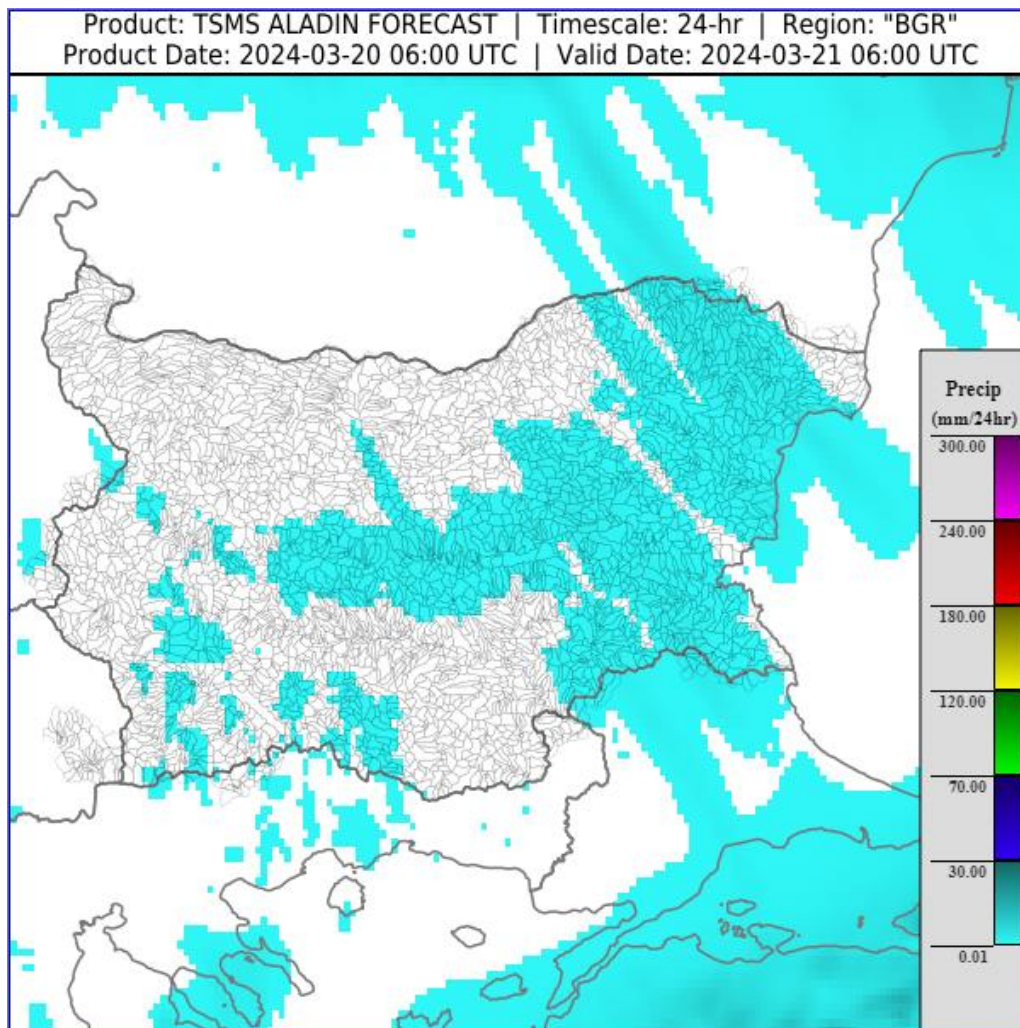 Product: TSMS ALADIN FORECAST | Timescale: 24-hr | Region: "BGR"
Product Date: 2024-03-20 06:00 UTC | Valid Date: 2024-03-21 06:00 UTC
Precip
(mm/24hr)
300.00
240.00
180.00
120.00
70.00
30.00
0.01